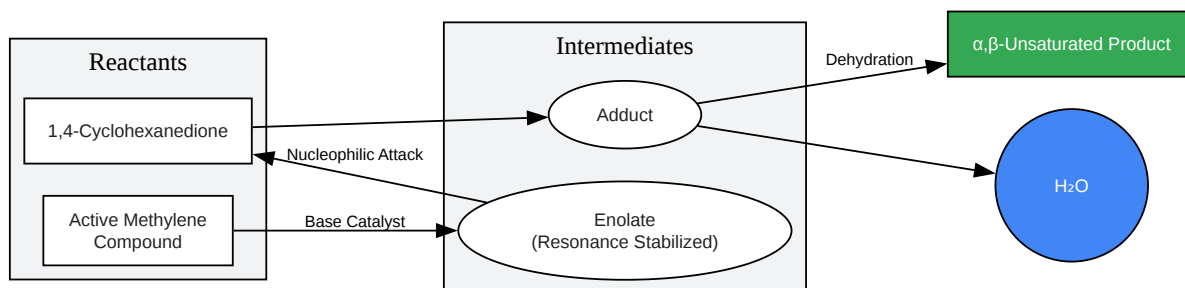 Reactants
1,4-Cyclohexanedione
Active Methylene
Compound
Nucleophilic Attack
Base Catalyst
Intermediates
Adduct
Enolate
(Resonance Stabilized)
Dehydration
α,β-Unsaturated Product
H₂O